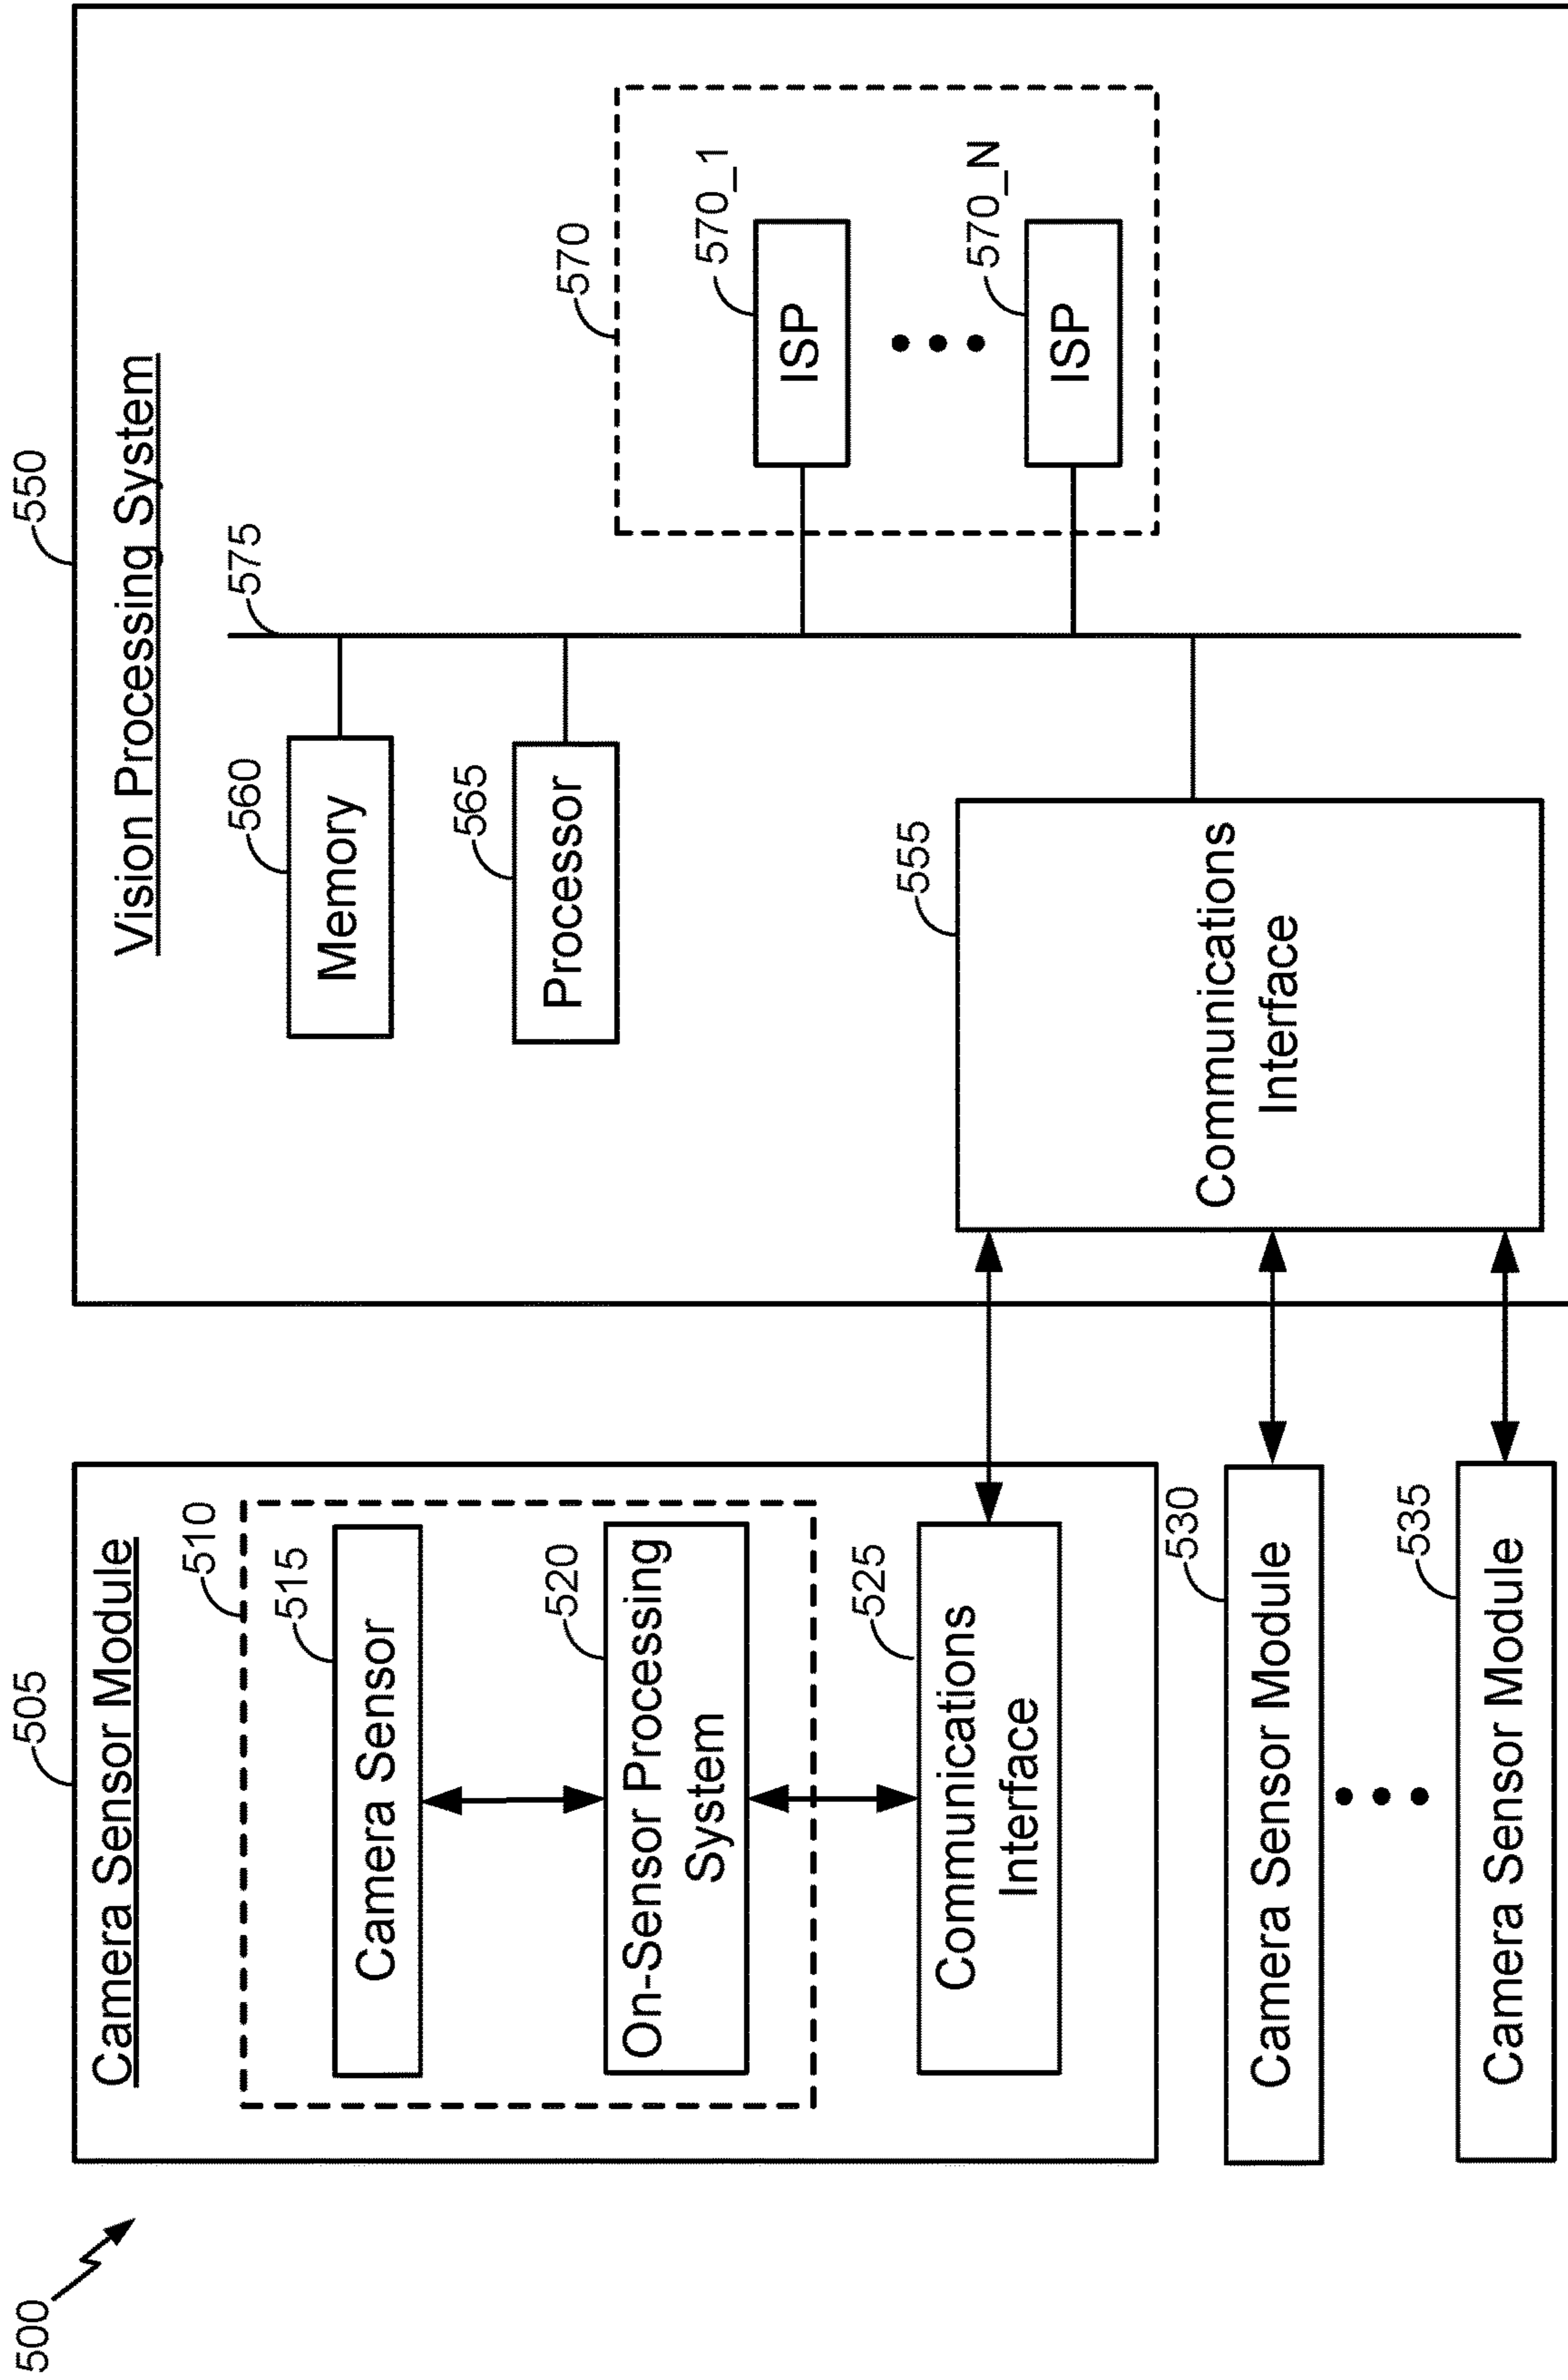 500
505
Camera Sensor Module
510
515
Camera Sensor
520
On-Sensor Processing
System
525
Communications
Interface
530
Camera Sensor Module
535
Camera Sensor Module
550
Vision Processing System
575
560
Memory
565
Processor
570
570_1
ISP
570_N
ISP
555
Communications
Interface